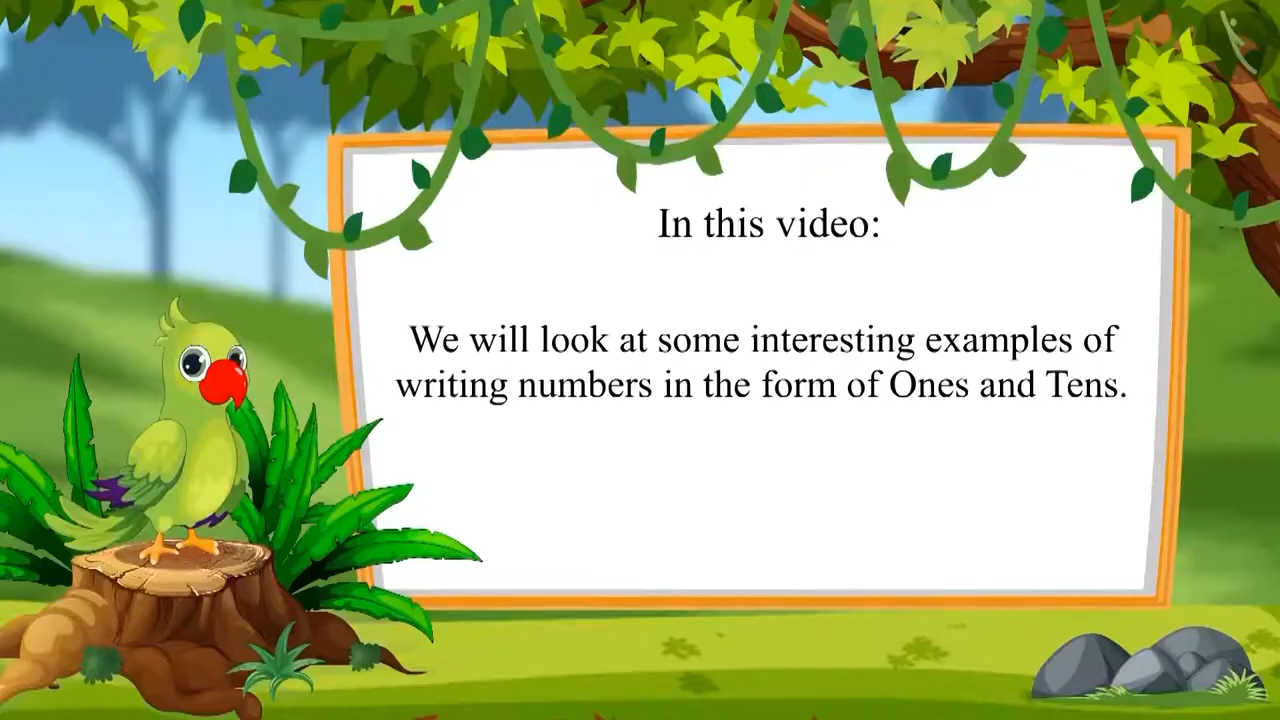 In this video:
We will look at some interesting examples of
writing numbers in the form of Ones and Tens.